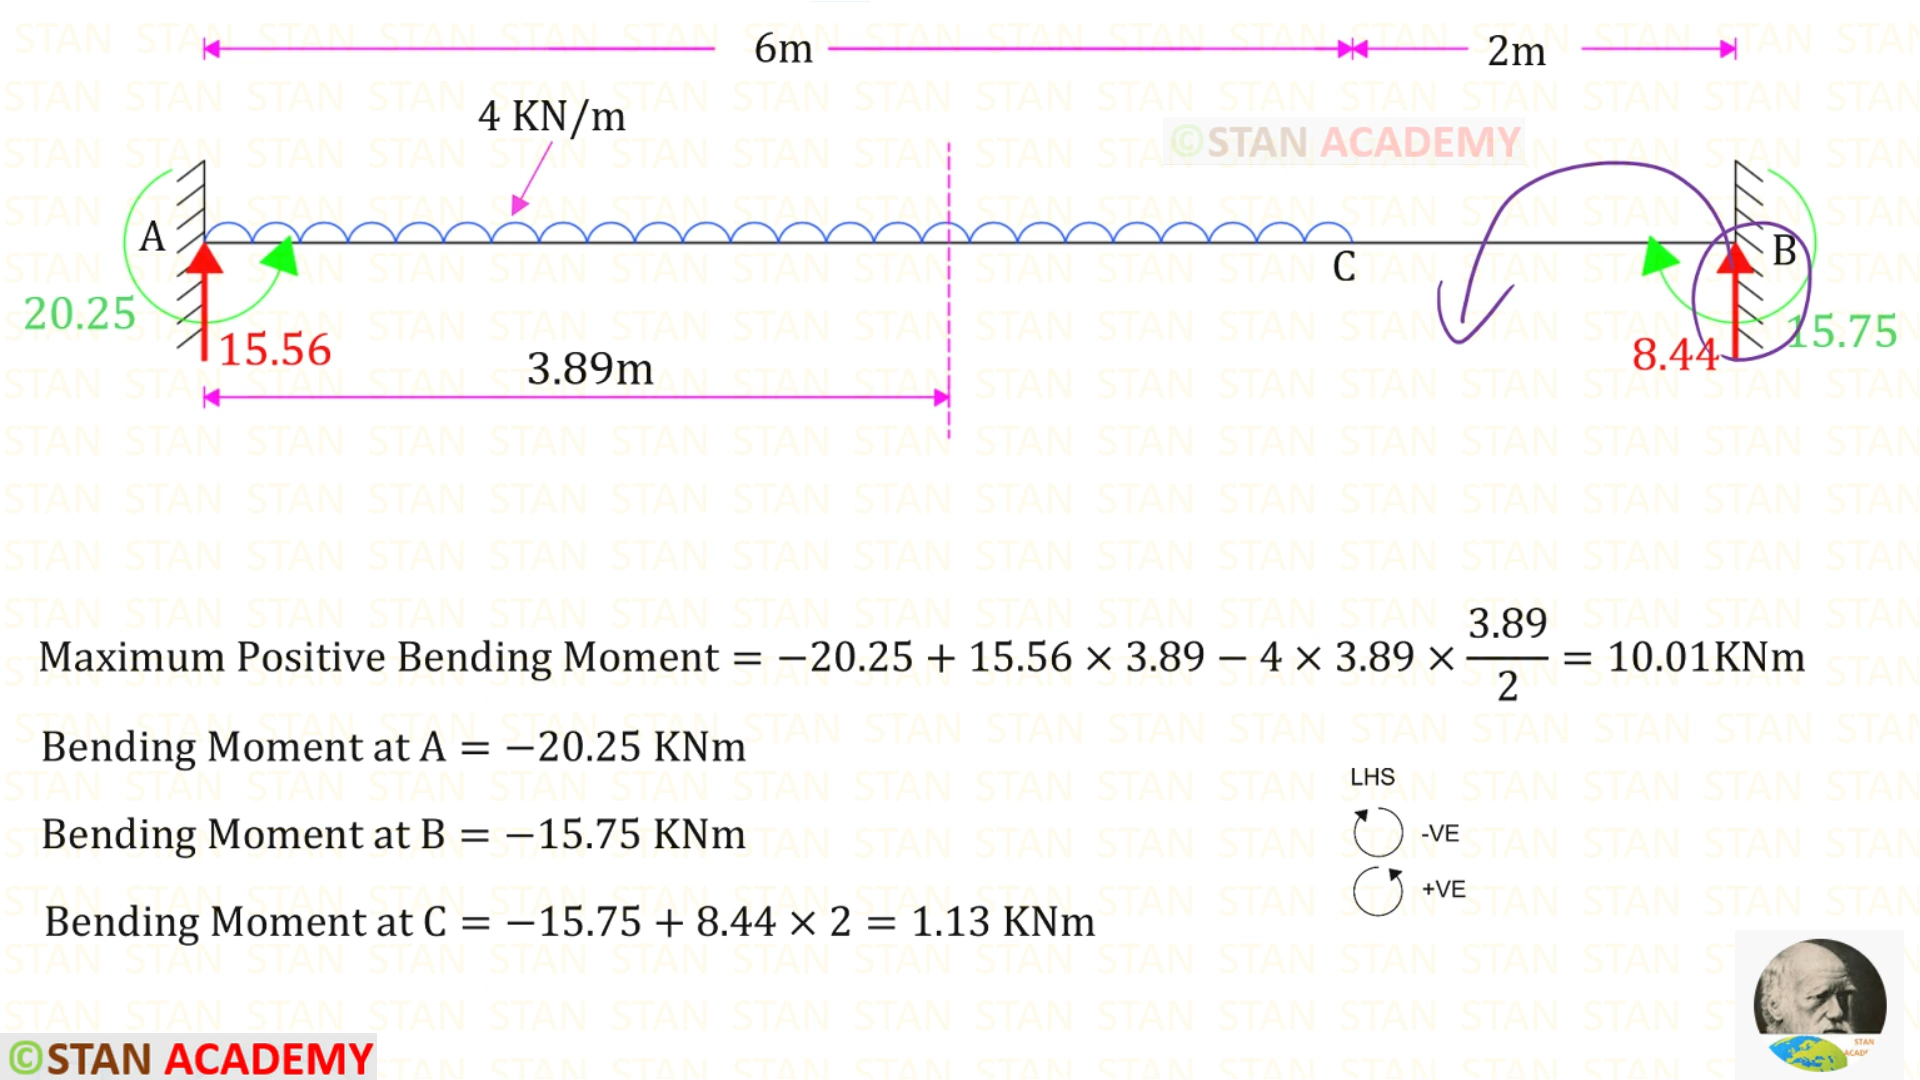 6m
2m
4 KN/m
©STAN ACADEMY
A
B
C
20.25
15.56
3.89m
8.44
15.75
Maximum Positive Bending Moment = −20.25 + 15.56 × 3.89 − 4 × 3.89 × 3.89/2 = 10.01KNm
Bending Moment at A = −20.25 KNm
LHS
Bending Moment at B = −15.75 KNm
-VE
+VE
Bending Moment at C = −15.75 + 8.44 × 2 = 1.13 KNm
STAN
©STAN ACADEMY